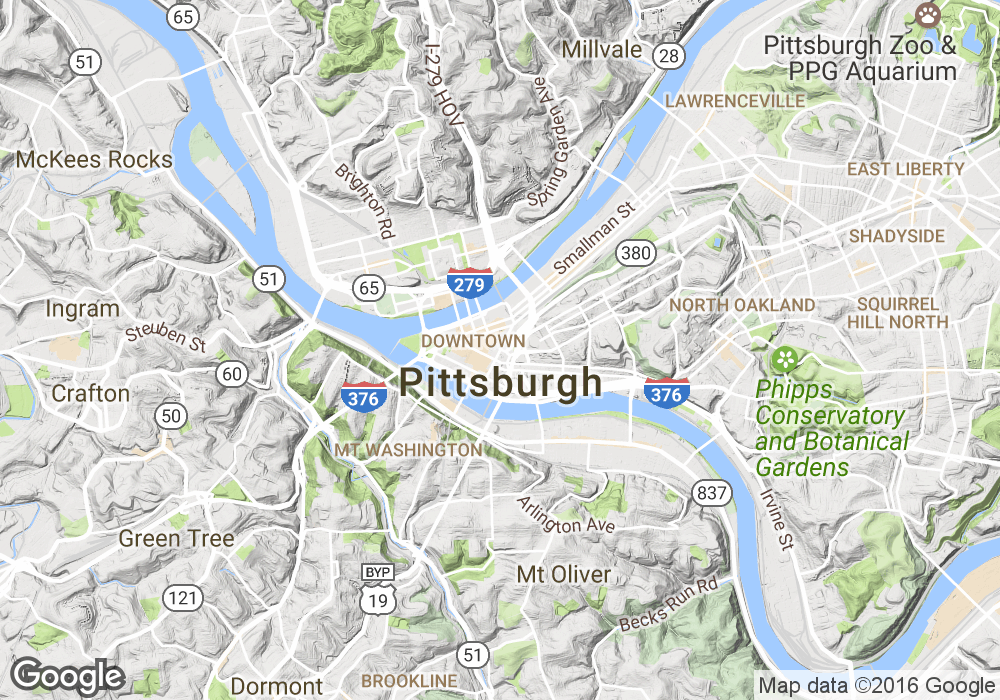 65
Millvale
28
51
I-279 HOV
Pittsburgh Zoo &
PPG Aquarium
LAWRENCEVILLE
Spring Garden Ave
McKees Rocks
Brighton Rd
EAST LIBERTY
Smallman St
SHADYSIDE
380
51
65
279
Ingram
Steuben St
NORTH OAKLAND
SQUIRREL
HILL NORTH
DOWNTOWN
60
Crafton
376
Pittsburgh
376
Phipps
Conservatory
and Botanical
Gardens
50
MT WASHINGTON
837
Irvine St
Arlington Ave
Green Tree
BYP
19
Mt Oliver
121
Becks Run Rd
51
Google
Dormont
BROOKLINE
Map data ©2016 Google